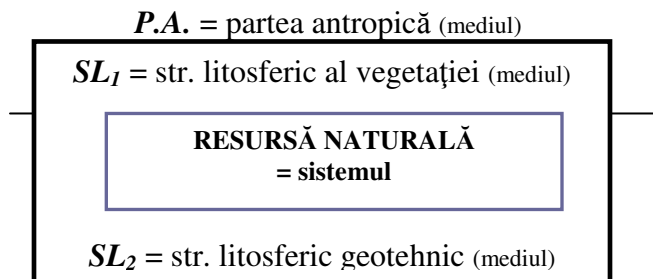 P.A. = partea antropică (mediul)
SL1 = str. litosferic al vegetaţiei (mediul)
RESURSĂ NATURALĂ
= sistemul
SL2 = str. litosferic geotehnic (mediul)